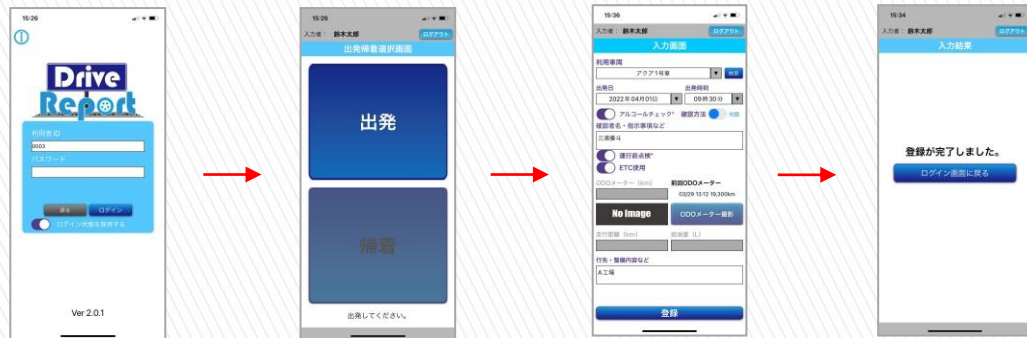 15:26
①
Drive
Report
利用者ID
0003
パスワード
戻る ログイン
ログイン状態を保持する
Ver 2.0.1
15:26
入力者： 鈴木太郎 ログアウト
出発帰着選択画面
出発
帰着
出発してください。
15:36
入力者： 鈴木太郎 ログアウト
入力画面
利用車両
アクア1号車 ▼ 検索
出発日 出発時刻
2022年04月01日 ▼ 09時30分 ▼
アルコールチェック* 確認方法 対面
確認者名・指示事項など
三瀬藤斗
運行前点検*
ETC使用
ODOメーター (km) 前回ODOメーター
03/29 13:12 19,300km
No Image ODOメーター撮影
走行距離 (km) 給油量 (L)
行先・整備内容など
A工場
登録
15:34
入力者： 鈴木太郎 ログアウト
入力結果
登録が完了しました。
ログイン画面に戻る